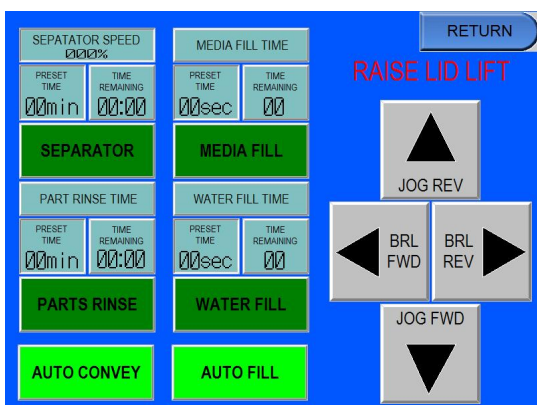 SEPATATOR SPEED
000%
PRESET TIME
00min
TIME REMAINING
00:00
SEPARATOR
MEDIA FILL TIME
PRESET TIME
00sec
TIME REMAINING
00
MEDIA FILL
PART RINSE TIME
PRESET TIME
00min
TIME REMAINING
00:00
PARTS RINSE
WATER FILL TIME
PRESET TIME
00sec
TIME REMAINING
00
WATER FILL
AUTO CONVEY
AUTO FILL
RETURN
RAISE LID LIFT
JOG REV
BRL
FWD
BRL
REV
JOG FWD